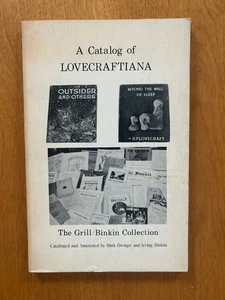 A Catalog of
LOVECRAFTIANA
THE
OUTSIDER
AND OTHERS
BEYOND THE WALL
OF SLEEP
H.P. LOVECRAFT
The Grill/Binkin Collection
Cataloged and Annotated by Mark Owings and Irving Binkin